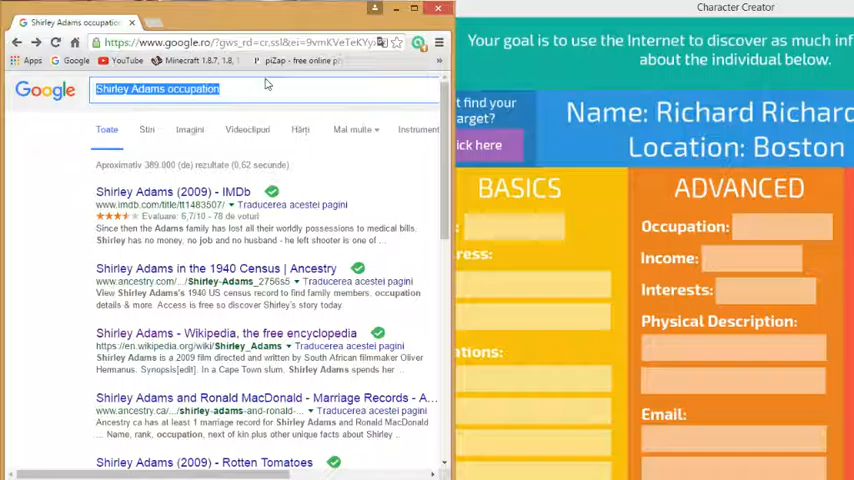 Character Creator
Shirley Adams occupatio
https://www.google.ro/?gws_rd=cr,ssl&ei=9vmKVeTeKYy
Apps
Google
YouTube
Minecraft 1.8.7, 1.8,
piZap - free online ph
Google
Shirley Adams occupation
Toate
Stiri
Imagini
Videoclipuri
Hărți
Mai multe
Instrument
Aproximativ 389.000 (de) rezultate (0,62 secunde)
Shirley Adams (2009) - IMDb
www.imdb.com/title/tt1483507/ Traducerea acestei pagini
Evaluare: 6,7/10 - 78 de voturi
Since then the Adams family has lost all their worldly possessions to medical bills.
Shirley has no money, no job and no husband - he left shooter is one of ...
Shirley Adams in the 1940 Census | Ancestry
www.ancestry.com/.../Shirley-Adams_2756s5 Traducerea acestei pagini
View Shirley Adams's 1940 US census record to find family members, occupation
details & more. Access is free so discover Shirley's story today.
Shirley Adams - Wikipedia, the free encyclopedia
https://en.wikipedia.org/wiki/Shirley_Adams Traducerea acestei pagini
Shirley Adams is a 2009 film directed and written by South African filmmaker Oliver
Hermanus. Synopsis[edit]. In a Cape Town slum, Shirley Adams spends her ...
Shirley Adams and Ronald MacDonald - Marriage Records - A...
www.ancestry.ca/.../shirley-adams-and-ronald-... Traducerea acestei pagini
Ancestry ca has at least 1 marriage record for Shirley Adams and Ronald Macdonald
- Name, rank, occupation, next of kin plus other unique facts about Shirley ..
Shirley Adams (2009) - Rotten Tomatoes
Your goal is to use the Internet to discover as much inf
about the individual below.
t find your
target?
ick here
Name: Richard Richard
Location: Boston
BASICS
ress:
ations:
ADVANCED
Occupation:
Income:
Interests:
Physical Description:
Email: